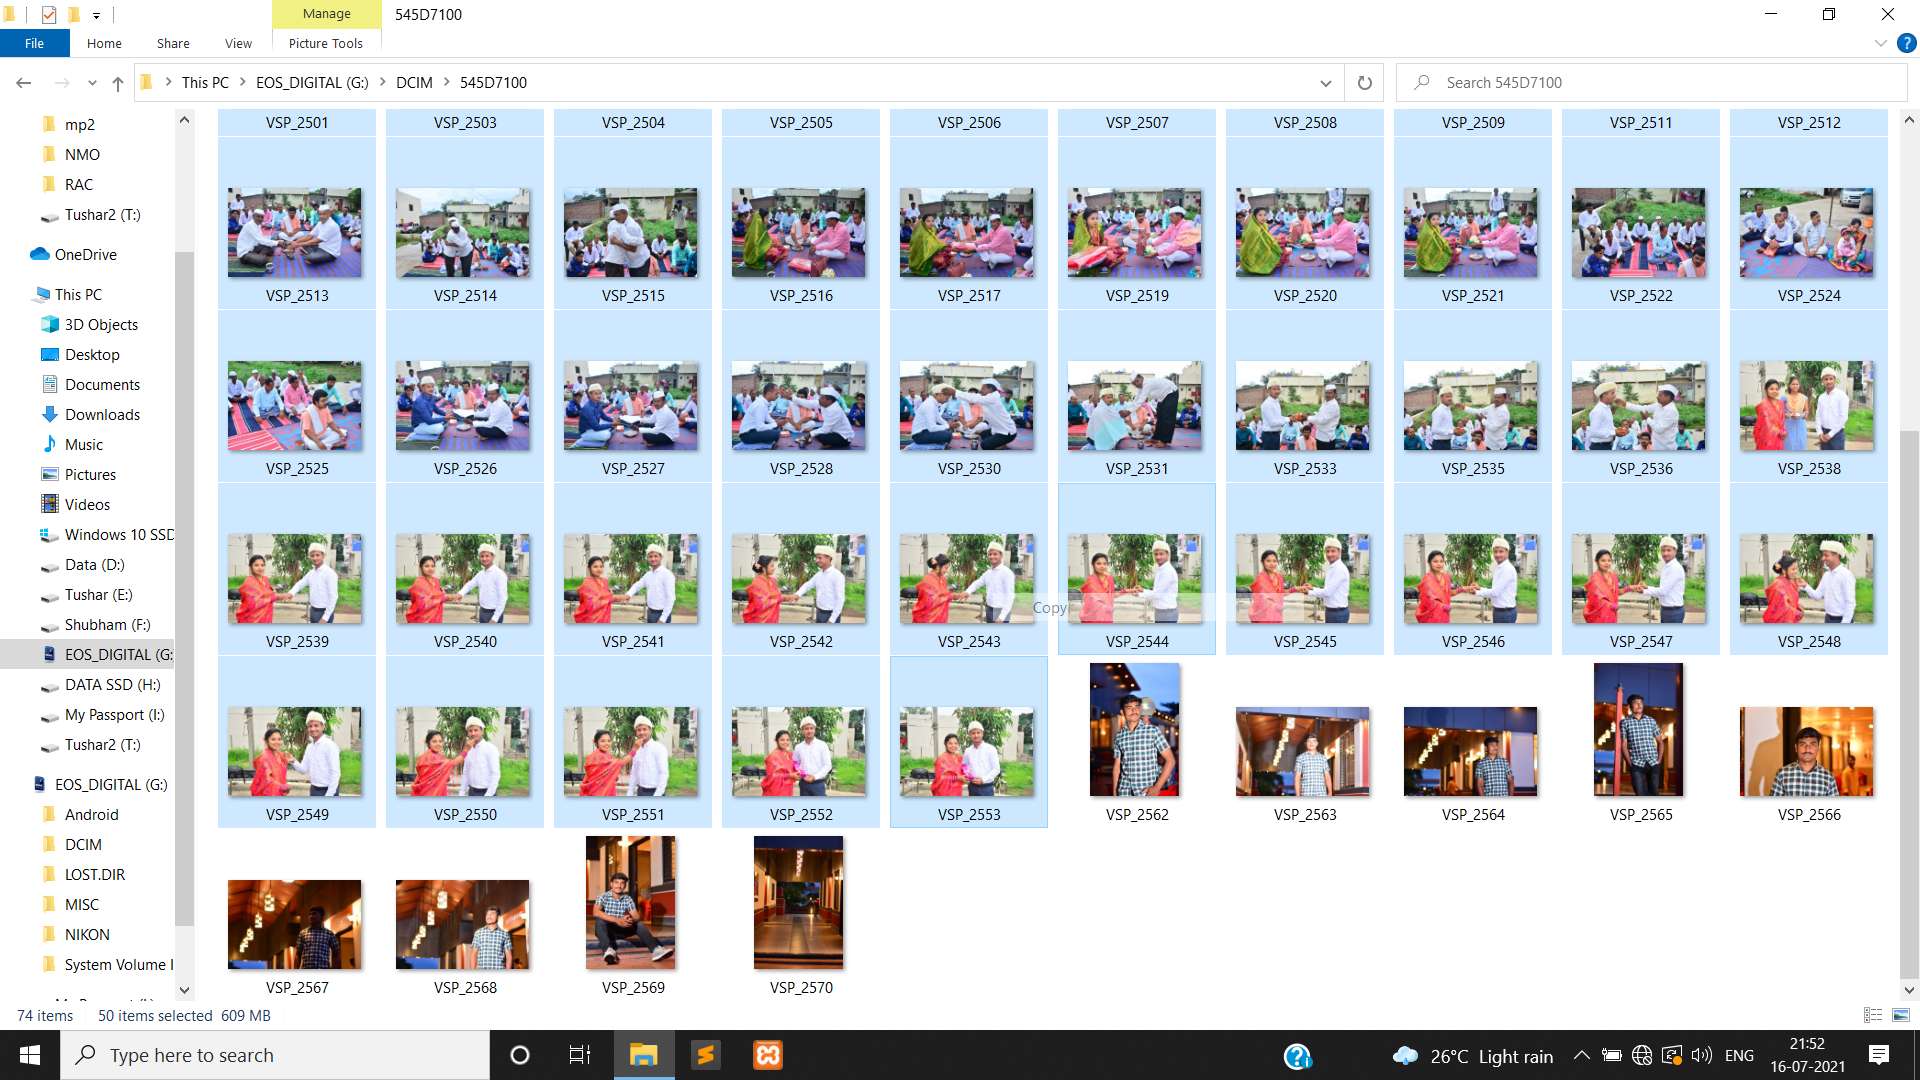 Manage
545D7100
File
Home
Share
View
Picture Tools
This PC
EOS_DIGITAL (G:)
DCIM
545D7100
Search 545D7100
mp2
NMO
RAC
Tushar2 (T:)
OneDrive
This PC
3D Objects
Desktop
Documents
Downloads
Music
Pictures
Videos
Windows 10 SSD
Data (D:)
Tushar (E:)
Shubham (F:)
EOS_DIGITAL (G:
DATA SSD (H:)
My Passport (I:)
Tushar2 (T:)
EOS_DIGITAL (G:)
Android
DCIM
LOST.DIR
MISC
NIKON
System Volume I
VSP_2501 VSP_2503 VSP_2504 VSP_2505 VSP_2506 VSP_2507 VSP_2508 VSP_2509 VSP_2511 VSP_2512
VSP_2513 VSP_2514 VSP_2515 VSP_2516 VSP_2517 VSP_2519 VSP_2520 VSP_2521 VSP_2522 VSP_2524
VSP_2525 VSP_2526 VSP_2527 VSP_2528 VSP_2530 VSP_2531 VSP_2533 VSP_2535 VSP_2536 VSP_2538
Copy
VSP_2539 VSP_2540 VSP_2541 VSP_2542 VSP_2543 VSP_2544 VSP_2545 VSP_2546 VSP_2547 VSP_2548
VSP_2549 VSP_2550 VSP_2551 VSP_2552 VSP_2553 VSP_2562 VSP_2563 VSP_2564 VSP_2565 VSP_2566
VSP_2567 VSP_2568 VSP_2569 VSP_2570
74 items
50 items selected 609 MB
Type here to search
26°C Light rain
ENG
21:52
16-07-2021